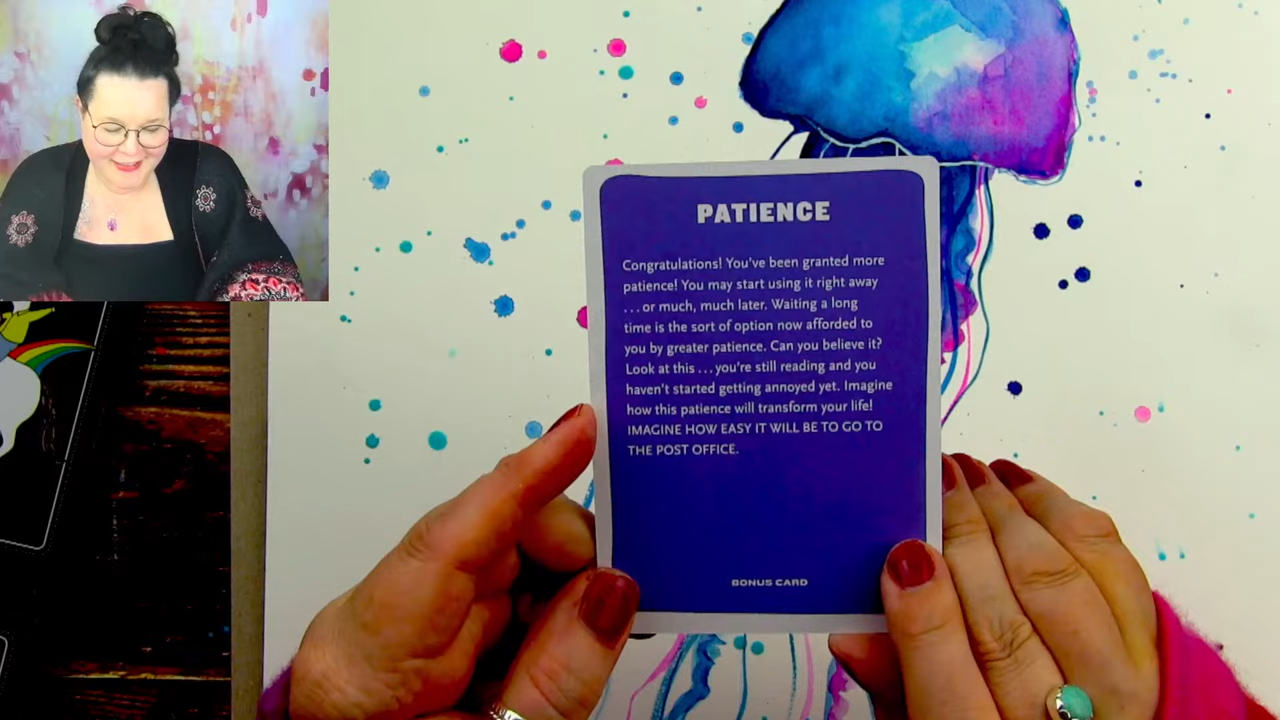 PATIENCE
Congratulations! You've been granted more
patience! You may start using it right away
...or much, much later. Waiting a long
time is the sort of option now afforded to
you by greater patience. Can you believe it?
Look at this...you're still reading and you
haven't started getting annoyed yet. Imagine
how this patience will transform your life!
IMAGINE HOW EASY IT WILL BE TO GO TO
THE POST OFFICE.
BONUS CARD